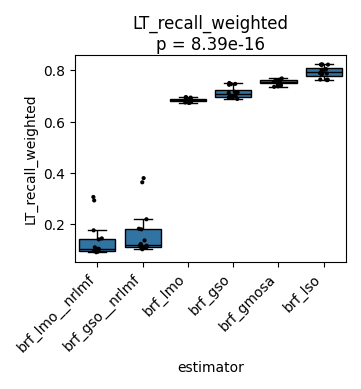 LT_recall_weighted
p = 8.39e-16
LT_recall_weighted
0.8
0.6
0.4
0.2
brf_lmo__nrlmf
brf_gso__nrlmf
brf_lmo
brf_gso
brf_gmosa
brf_lso
estimator